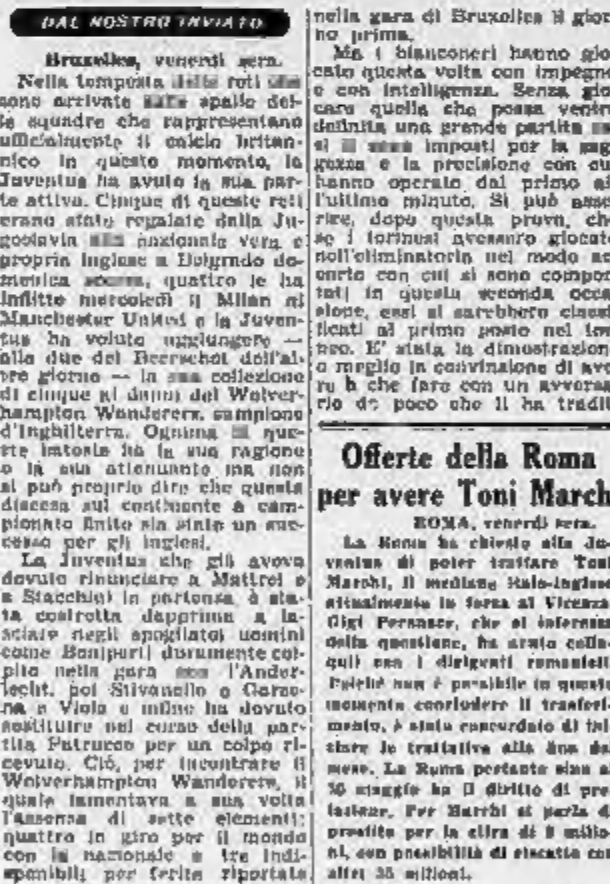 DAL NOSTRO INVIATO
Bruxelles, venerdì sera.
Nella tempesta delle reti che
sono arrivate sulle spalle del-
le squadre che rappresentano
ufficialmente il calcio britan-
nico in questo momento, la
Juventus ha avuto la sua par-
te attiva. Cinque di queste reti
erano state regalate dalla Ju-
goslavia alla nazionale vera e
propria inglese a Belgrado do-
menica scorsa, quattro le ha
inflitte mercoledì il Milan al
Manchester United e la Juven-
tus ha voluto aggiungere —
alle due del Beerschot dell'al-
tro giorno — la sua collezione
di cinque ai danni del Wolver-
hampton Wanderers, campione
d'Inghilterra. Ognuna di que-
ste batoste ha la sua ragione
o la sua attenuante ma non
si può proprio dire che questa
discesa sul continente a cam-
pionato finito sia stata un suc-
cesso per gli inglesi.
La Juventus che già aveva
dovuto rinunciare a Mattrel e
a Stacchini in partenza, è sta-
ta costretta dapprima a la-
sciare negli spogliatoi uomini
come Boniperti duramente col-
pito nella gara con l'Ander-
lecht, poi Stivanello e Garzo-
na e Viola e infine ha dovuto
sostituire nel corso della par-
tita Patrucco per un colpo ri-
cevuto. Ciò, per incontrare il
Wolverhampton Wanderers, il
quale lamentava a sua volta
l'assenza di sette elementi:
quattro in giro per il mondo
con la nazionale e tre indi-
sponibili per ferite riportate
nella gara di Bruxelles il gior
no prima.
Ma i bianconeri hanno gio
cato questa volta con impegno
e con intelligenza. Senza gio
care quella che possa venire
definita una grande partita
si sono imposti per la sag
gezza e la precisione con cui
hanno operato dal primo al
l'ultimo minuto. Si può asse
rire, dopo questa prova, che
se i torinesi avessero giocato
nell'eliminatoria nel modo ac
corto con cui si sono compor
tati in questa seconda occa
sione, essi si sarebbero classi
ficati al primo posto nel tor
neo. E' stata la dimostrazione
o meglio la convinzione di ave
re a che fare con un avversa
rio da poco che li ha traditi
Offerte della Roma
per avere Toni March
ROMA, venerdì sera.
La Roma ha chiesto alla Ju-
ventus di poter trattare Toni
Marchi, il mediano italo-inglese
attualmente in forza al Vicenza.
Gigi Peronace, che si interessa
della questione, ha avuto collo-
qui con i dirigenti romanisti.
Poichè non è possibile in questo
momento concludere il trasferi-
mento, è stato concordato di ini-
ziare le trattative alla fine del
mese. La Roma pertanto sino al
30 maggio ha il diritto di pre
lazione. Per Marchi si parla di
prestito per la cifra di 8 milio-
ni, con possibilità di riscatto con
altri 35 milioni.